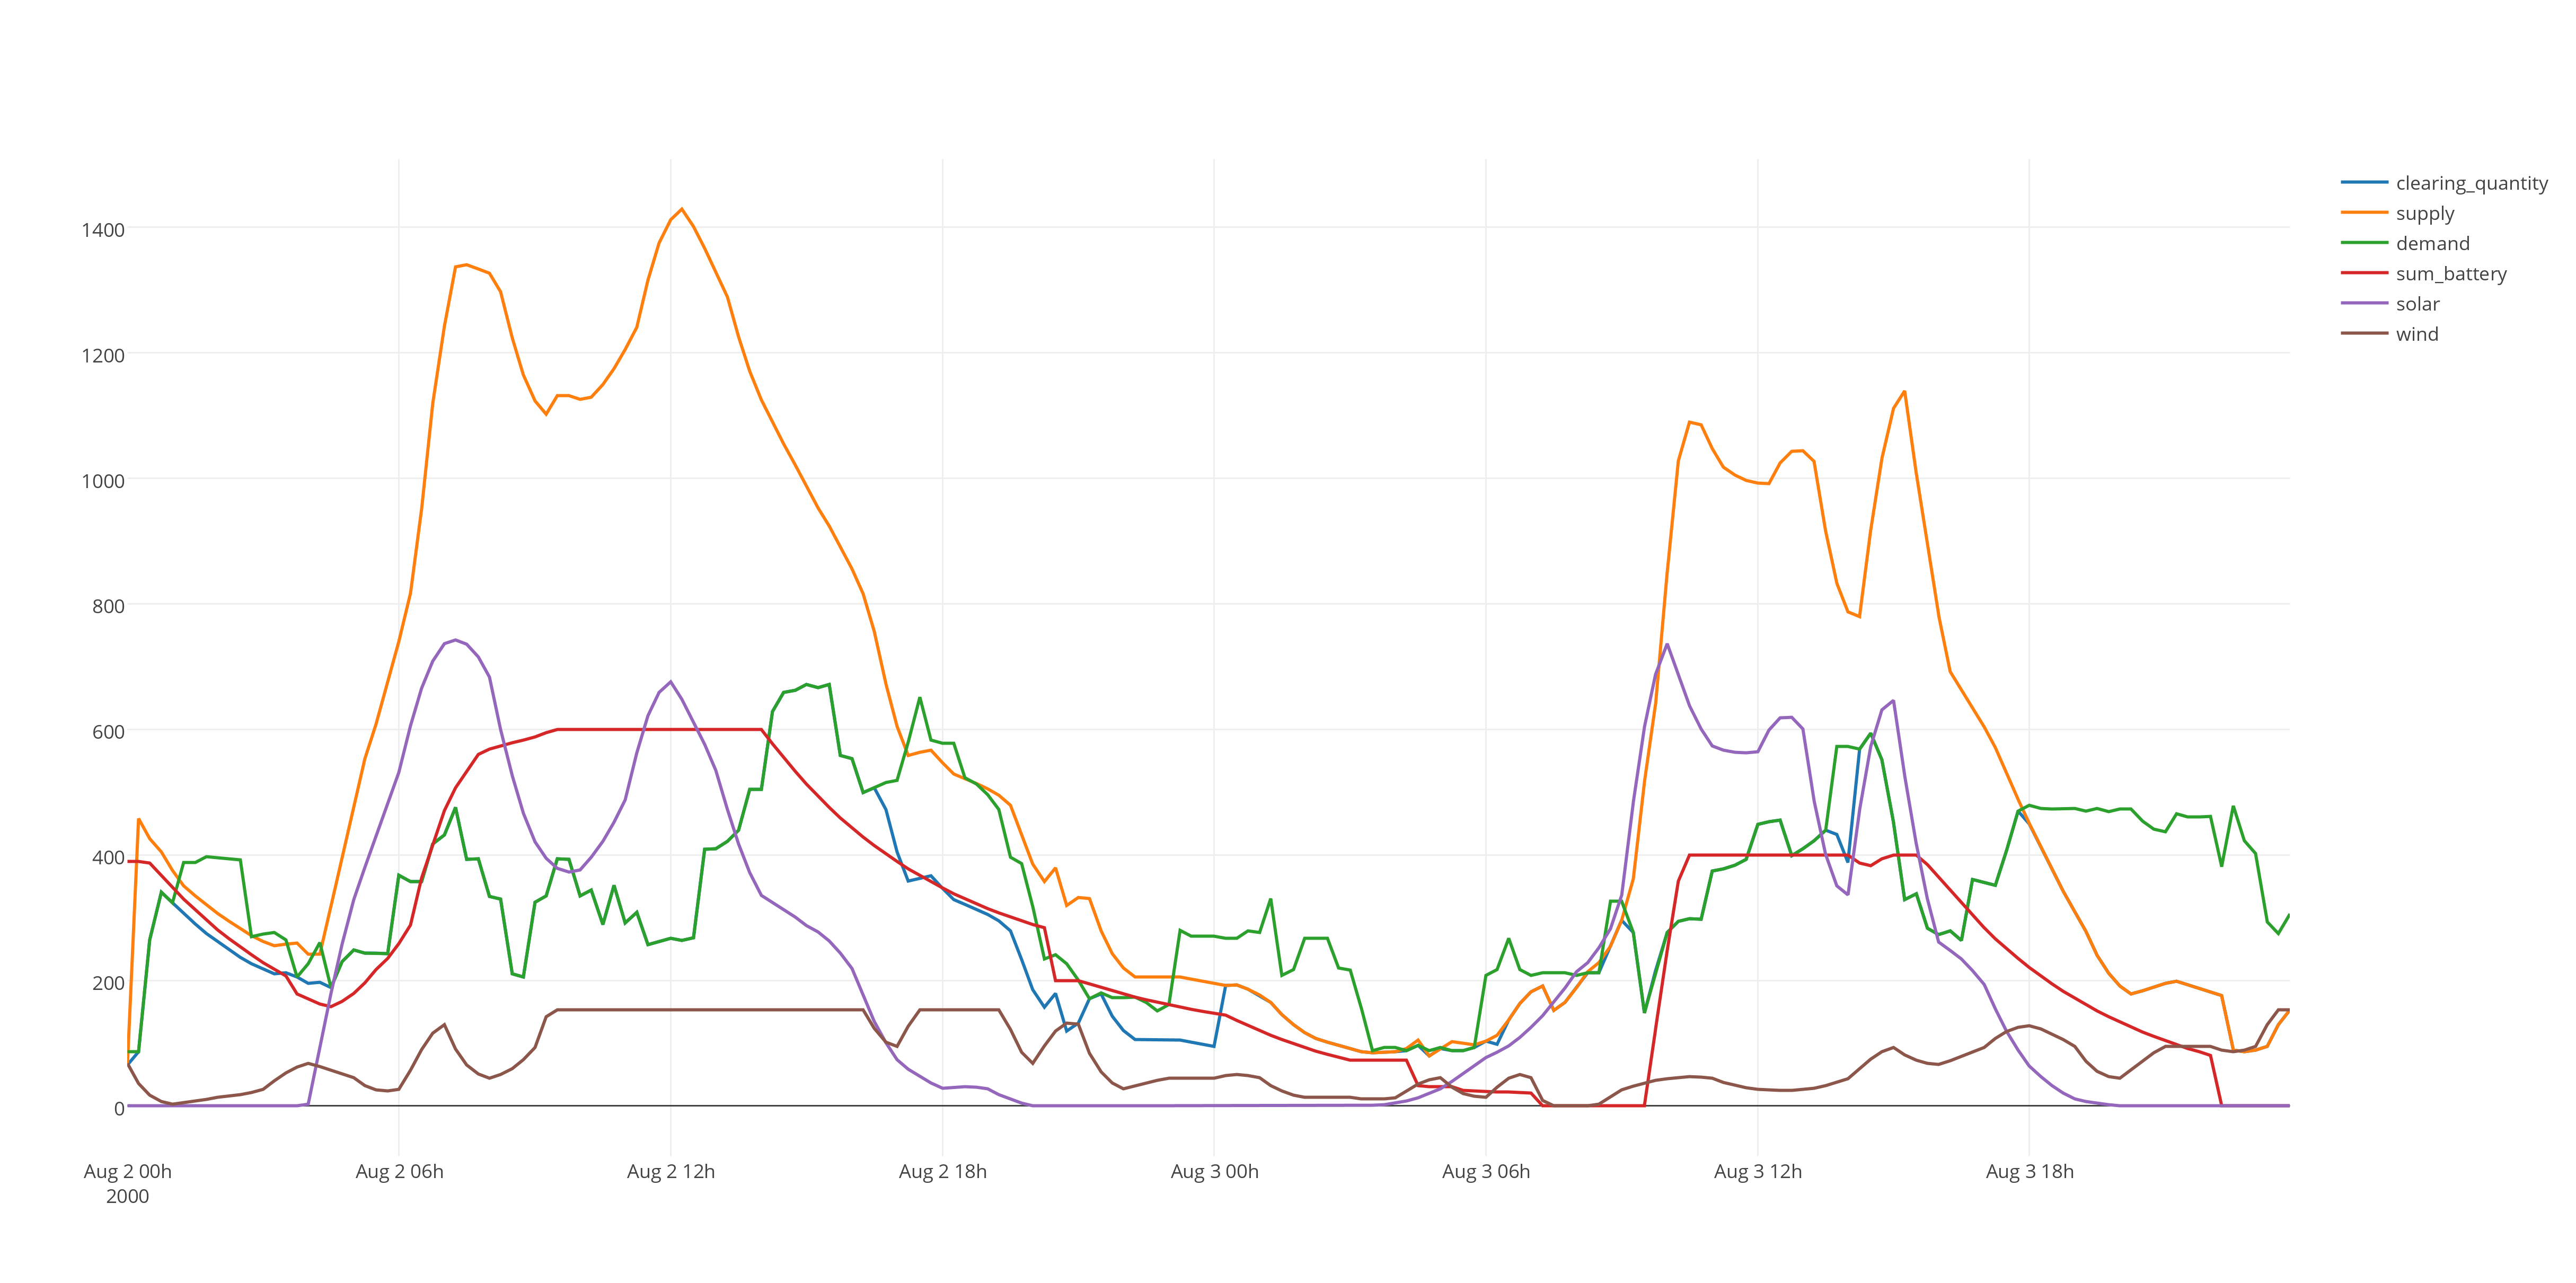 1400
1200
1000
800
600
400
200
0
Aug 2 00h
2000
Aug 2 06h
Aug 2 12h
Aug 2 18h
Aug 3 00h
Aug 3 06h
Aug 3 12h
Aug 3 18h
clearing_quantity
supply
demand
sum_battery
solar
wind